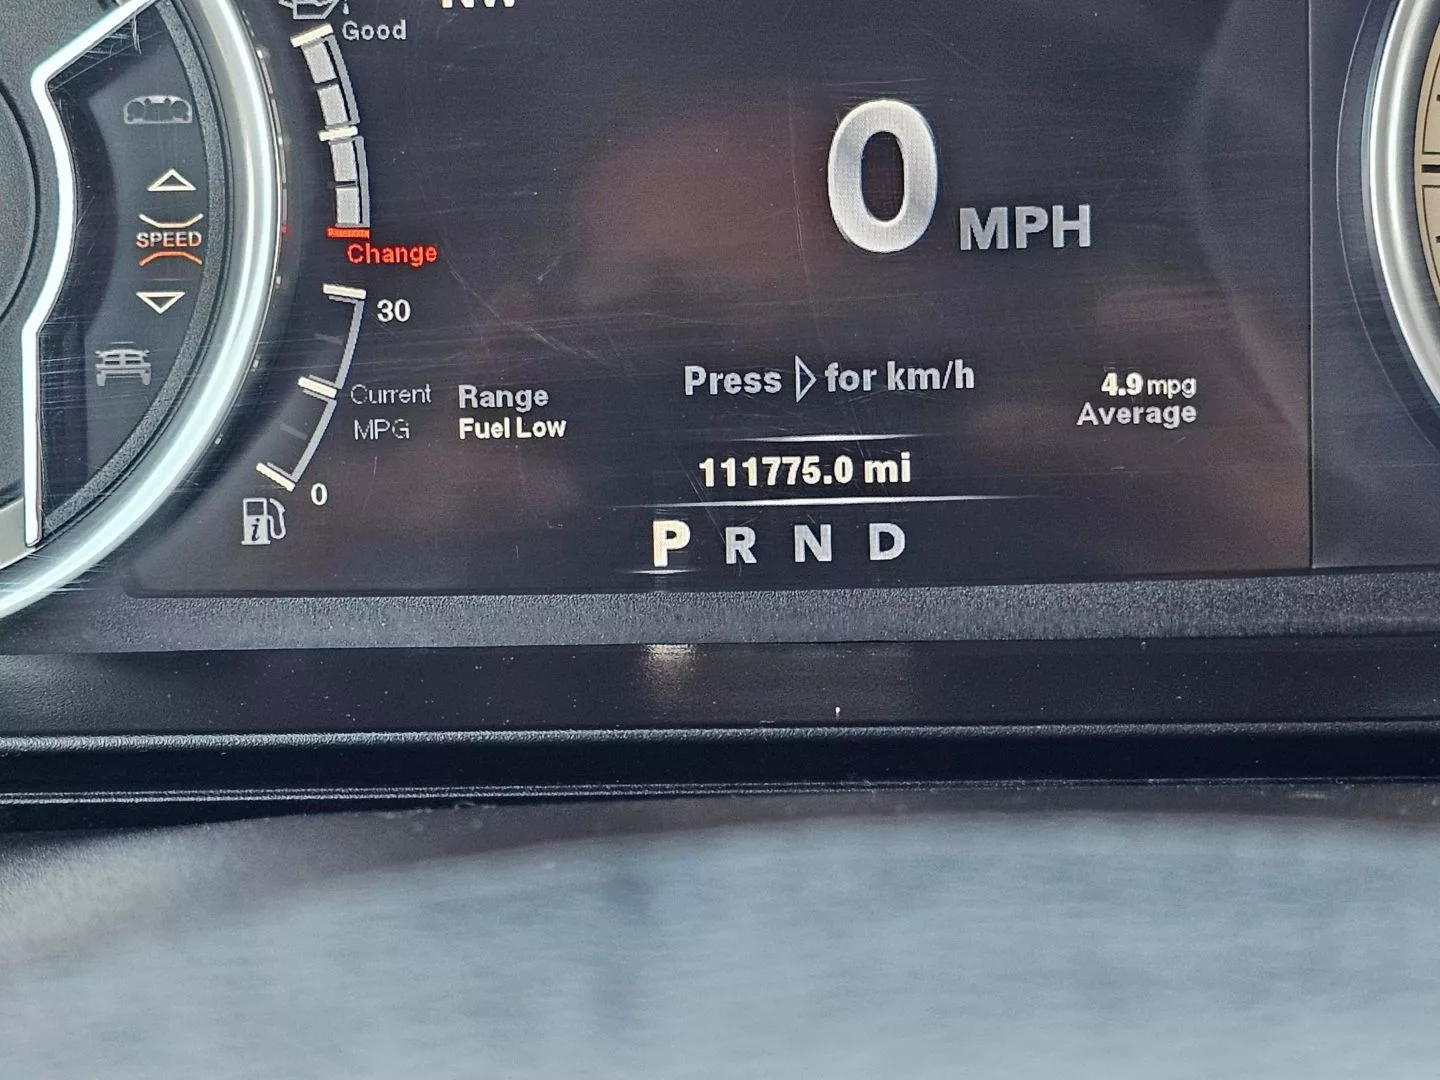 NW
Good
0 MPH
SPEED
Change
30
Press ▷ for km/h
Current
MPG
Range
Fuel Low
4.9 mpg
Average
111775.0 mi
0
i
P R N D